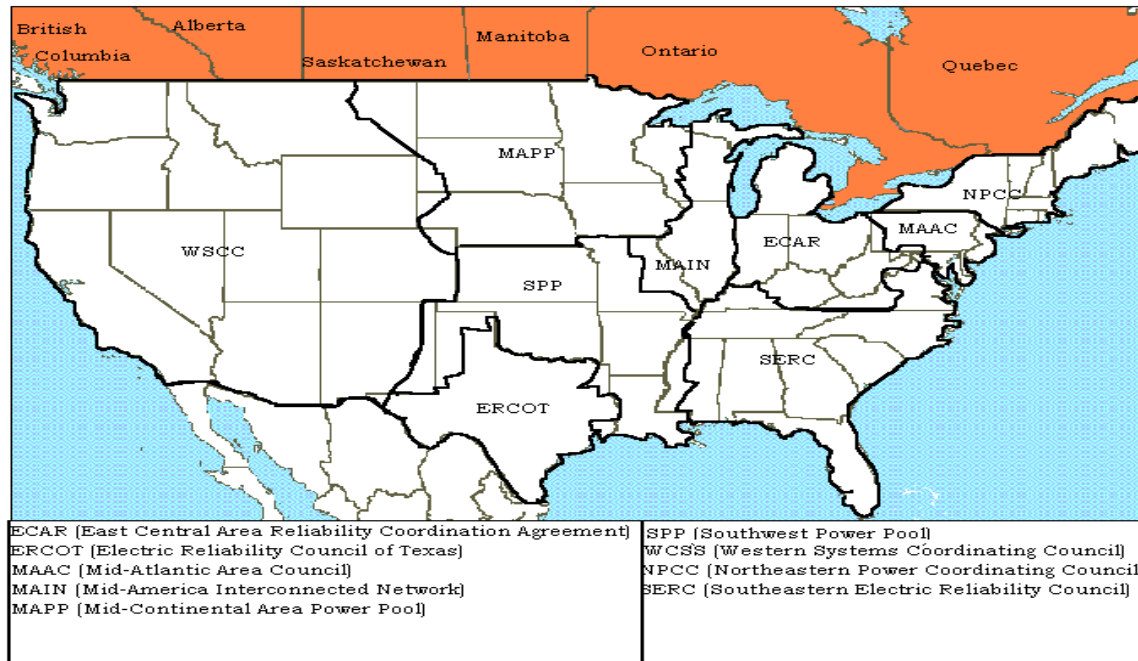 British
Columbia
Alberta
Saskatchewan
Manitoba
Ontario
Quebec
MAPP
NPCC
MAAC
WSCC
ECAR
MAIN
SPP
SERC
ERCOT
ECAR (East Central Area Reliability Coordination Agreement)
ERCOT (Electric Reliability Council of Texas)
MAAC (Mid-Atlantic Area Council)
MAIN (Mid-America Interconnected Network)
MAPP (Mid-Continental Area Power Pool)
SPP (Southwest Power Pool)
WCSS (Western Systems Coordinating Council)
NPCC (Northeastern Power Coordinating Council
SERC (Southeastern Electric Reliability Council)